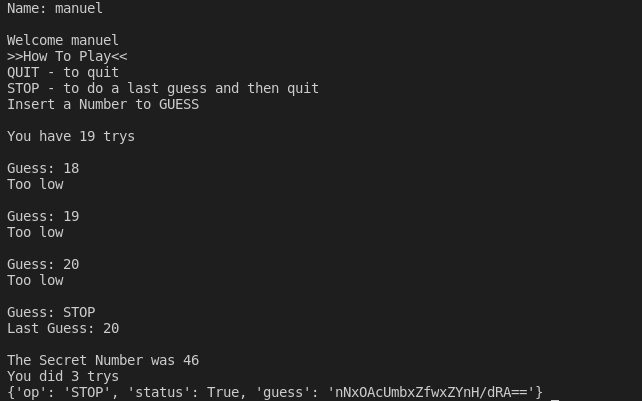 Name: manuel
Welcome manuel
>>How To Play<<
QUIT - to quit
STOP - to do a last guess and then quit
Insert a Number to GUESS
You have 19 trys
Guess: 18
Too low
Guess: 19
Too low
Guess: 20
Too low
Guess: STOP
Last Guess: 20
The Secret Number was 46
You did 3 trys
{'op': 'STOP', 'status': True, 'guess': 'nNxOAcUmbxZfwxZYnH/dRA=='}